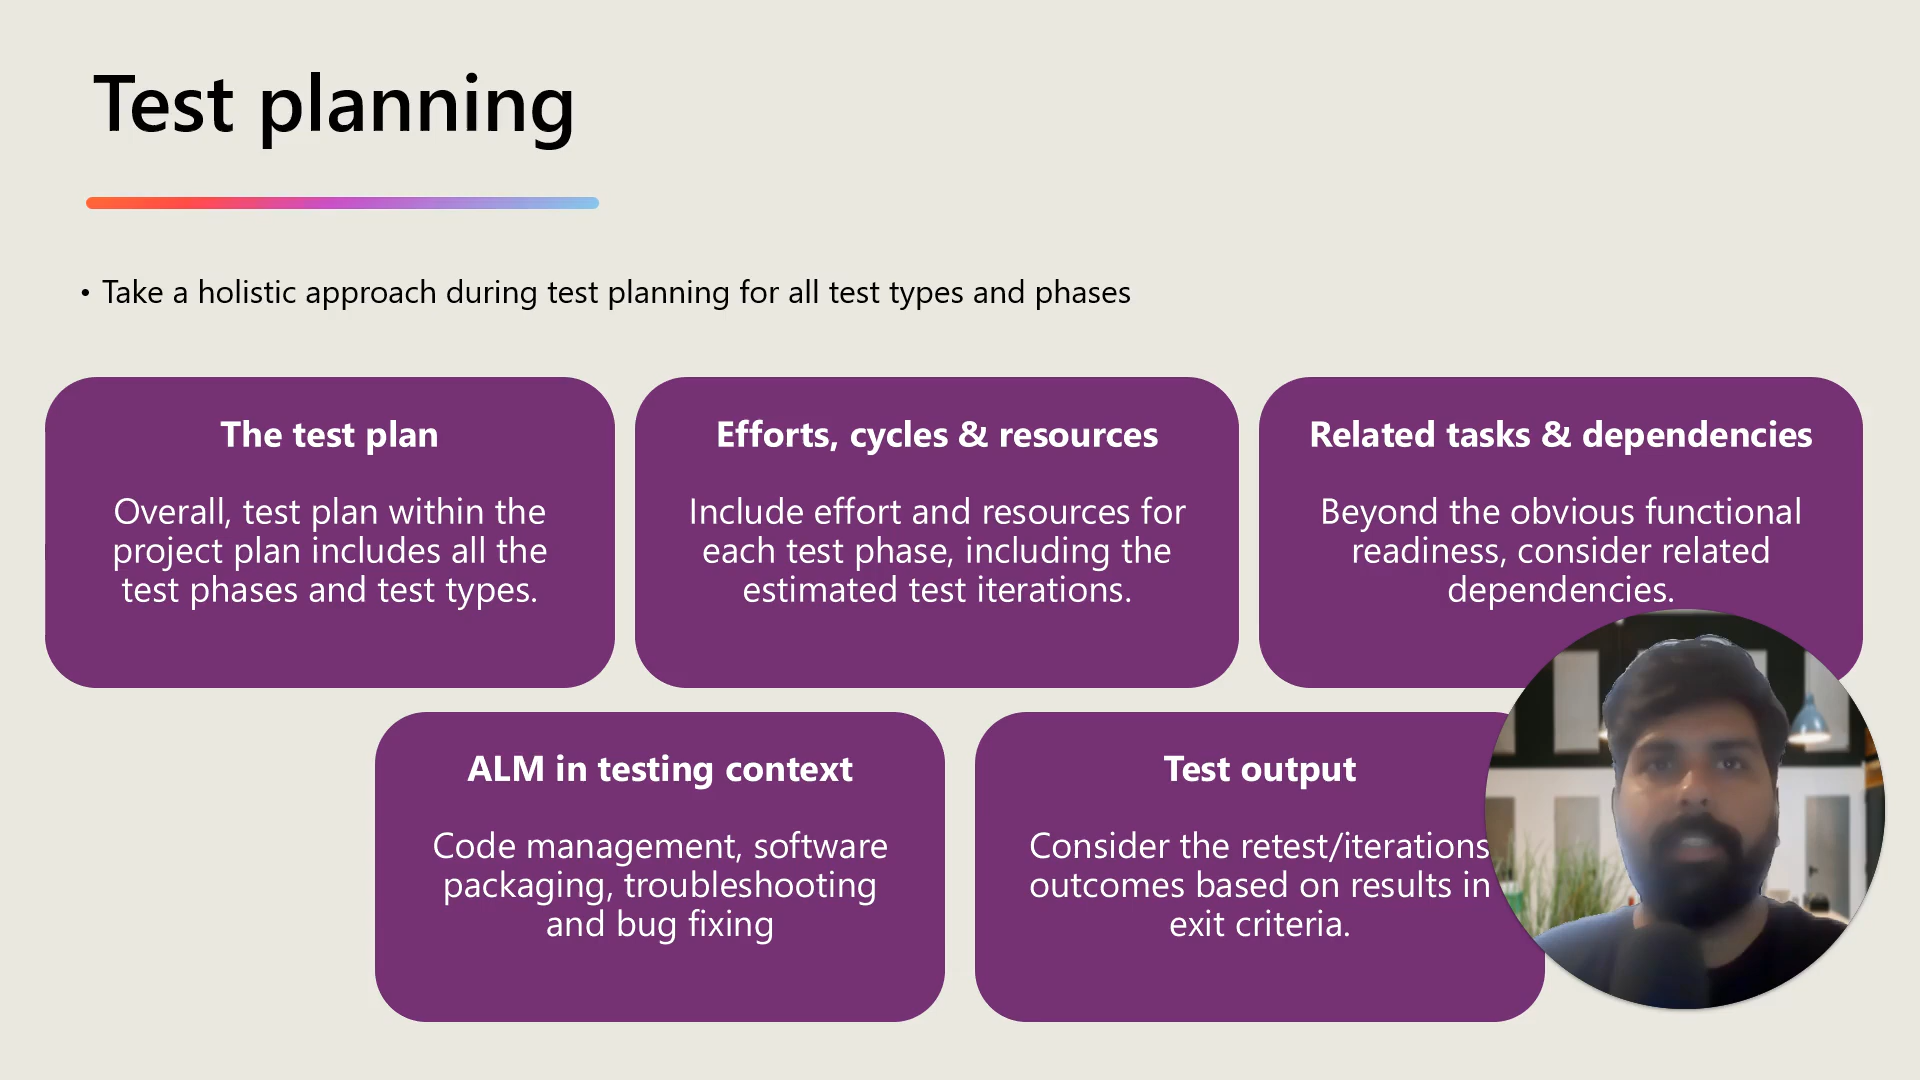 Test planning
• Take a holistic approach during test planning for all test types and phases
The test plan
Overall, test plan within the
project plan includes all the
test phases and test types.
Efforts, cycles & resources
Include effort and resources for
each test phase, including the
estimated test iterations.
Related tasks & dependencies
Beyond the obvious functional
readiness, consider related
dependencies.
ALM in testing context
Code management, software
packaging, troubleshooting
and bug fixing
Test output
Consider the retest/iterations
outcomes based on results in
exit criteria.